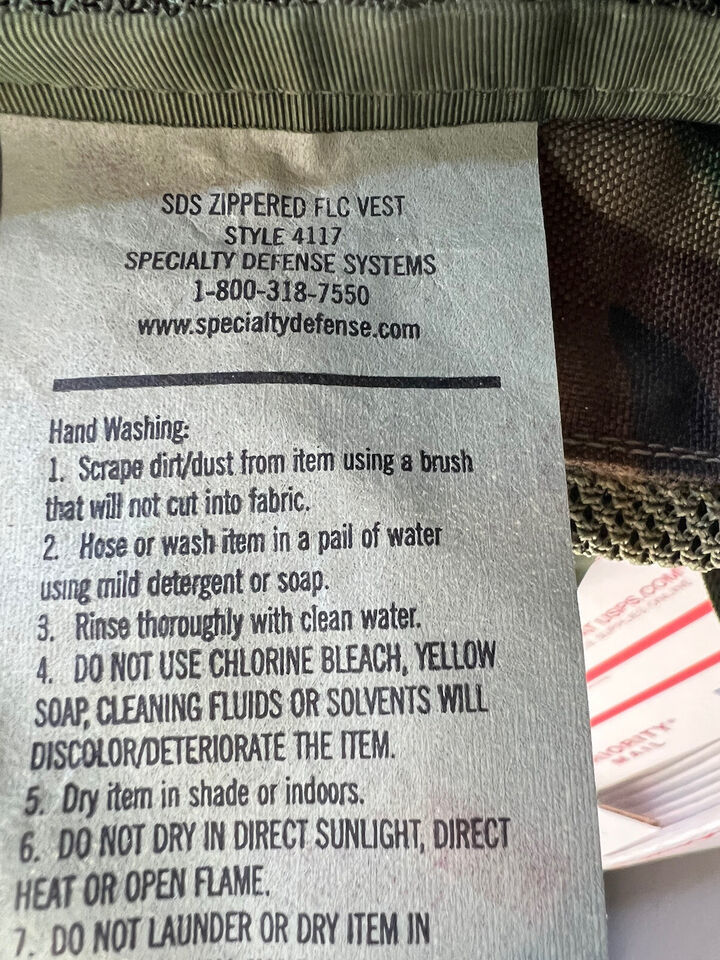 SDS ZIPPERED FLC VEST
STYLE 4117
SPECIALTY DEFENSE SYSTEMS
1-800-318-7550
www.specialtydefense.com
Hand Washing:
1. Scrape dirt/dust from item using a brush
that will not cut into fabric.
2. Hose or wash item in a pail of water
using mild detergent or soap.
3. Rinse thoroughly with clean water.
4. DO NOT USE CHLORINE BLEACH, YELLOW
SOAP, CLEANING FLUIDS OR SOLVENTS WILL
DISCOLOR/DETERIORATE THE ITEM.
5. Dry item in shade or indoors.
6. DO NOT DRY IN DIRECT SUNLIGHT, DIRECT
HEAT OR OPEN FLAME.
7. DO NOT LAUNDER OR DRY ITEM IN
USPS.COM
ONLINE
MAIL